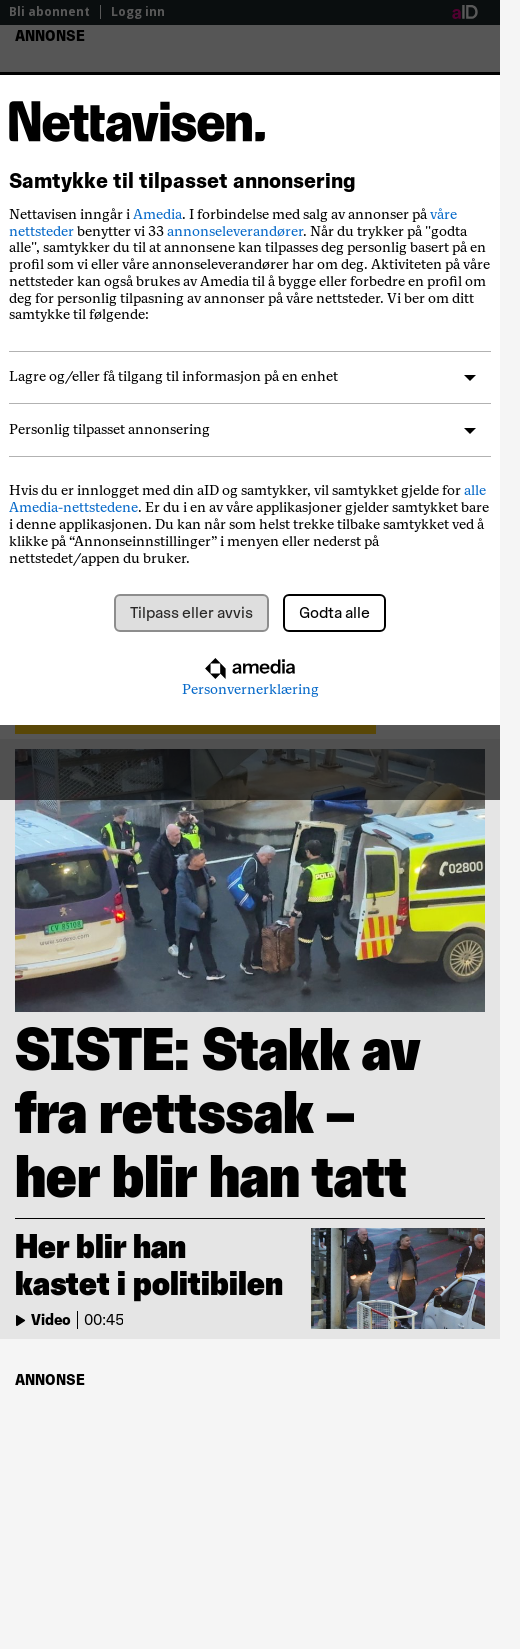 Bli abonnent
Logg inn
aID
ANNONSE
Nettavisen.
Samtykke til tilpasset annonsering
Nettavisen inngår i Amedia. I forbindelse med salg av annonser på våre
nettsteder benytter vi 33 annonseleverandører. Når du trykker på "godta
alle", samtykker du til at annonsene kan tilpasses deg personlig basert på en
profil som vi eller våre annonseleverandører har om deg. Aktiviteten på våre
nettsteder kan også brukes av Amedia til å bygge eller forbedre en profil om
deg for personlig tilpasning av annonser på våre nettsteder. Vi ber om ditt
samtykke til følgende:
Lagre og/eller få tilgang til informasjon på en enhet
Personlig tilpasset annonsering
Hvis du er innlogget med din aID og samtykker, vil samtykket gjelde for alle
Amedia-nettstedene. Er du i en av våre applikasjoner gjelder samtykket bare
i denne applikasjonen. Du kan når som helst trekke tilbake samtykket ved å
klikke på “Annonseinnstillinger” i menyen eller nederst på
nettstedet/appen du bruker.
Tilpass eller avvis
Godta alle
amedia
Personvernerklæring
02800
POLITI
www.sodexo.com
SISTE: Stakk av
fra rettssak –
her blir han tatt
Her blir han
kastet i politibilen
Video
00:45
ANNONSE